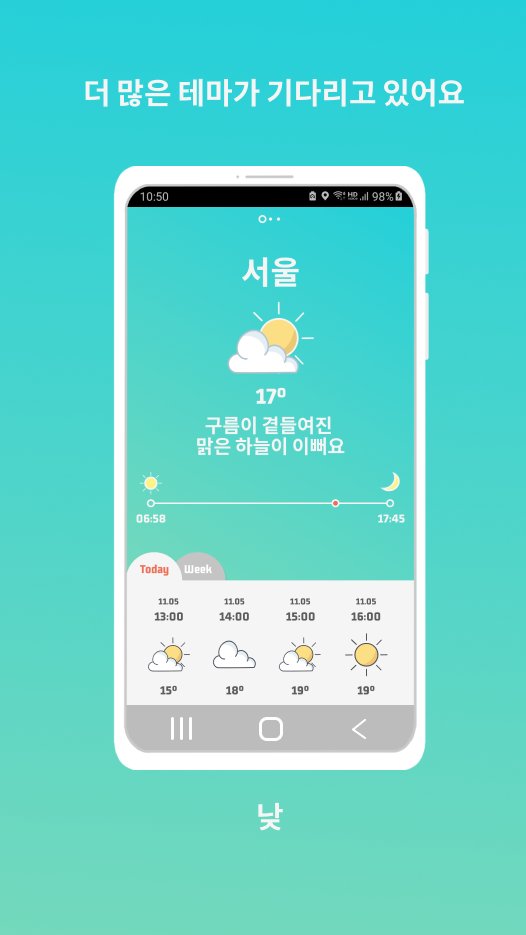 더 많은 테마가 기다리고 있어요
10:50 HD 98%
서울
17º
구름이 곁들여진
맑은 하늘이 이뻐요
06:58 17:45
Today Week
11.05 11.05 11.05 11.05
13:00 14:00 15:00 16:00
15º 18º 19º 19º
낮